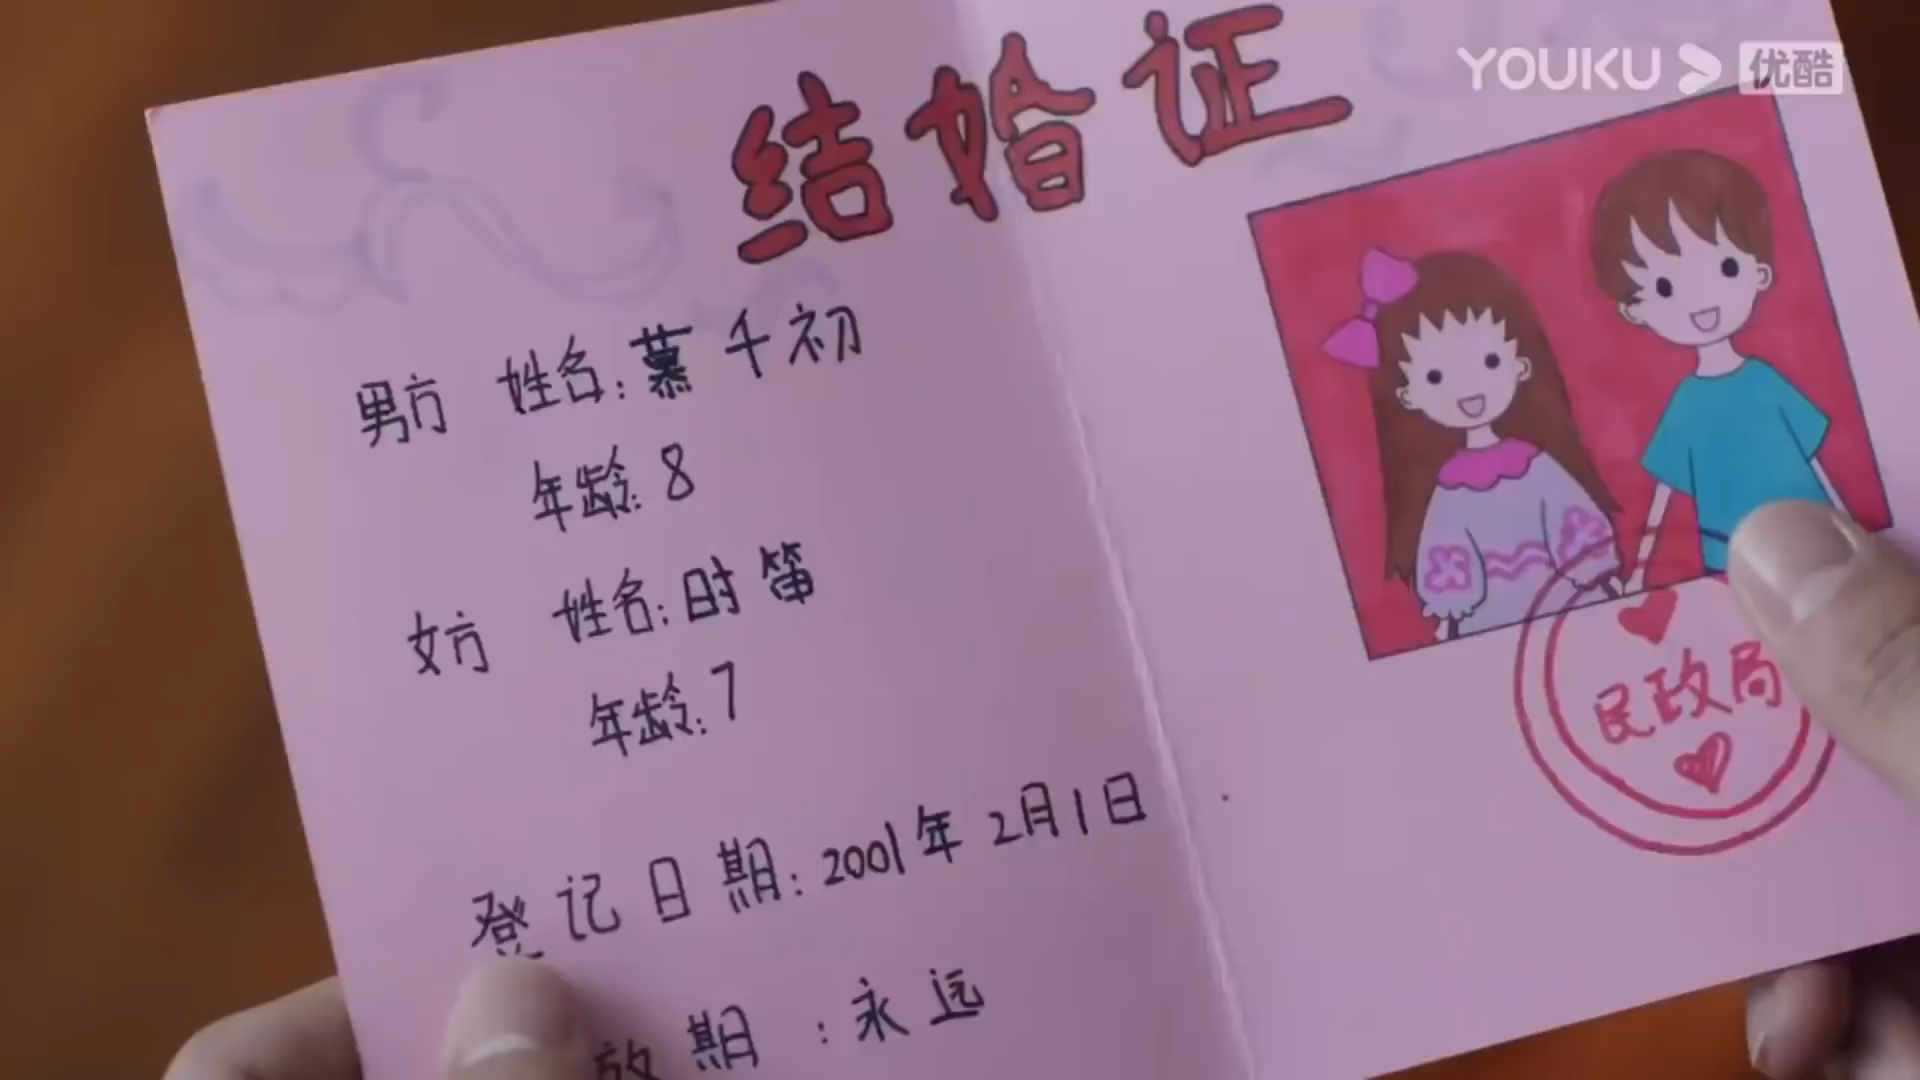 YOUKU 优酷
结婚证
男方 姓名:慕千初
年龄:8
女方 姓名:时笛
年龄:7
民政局
登记日期:2001年2月1日
期:永远